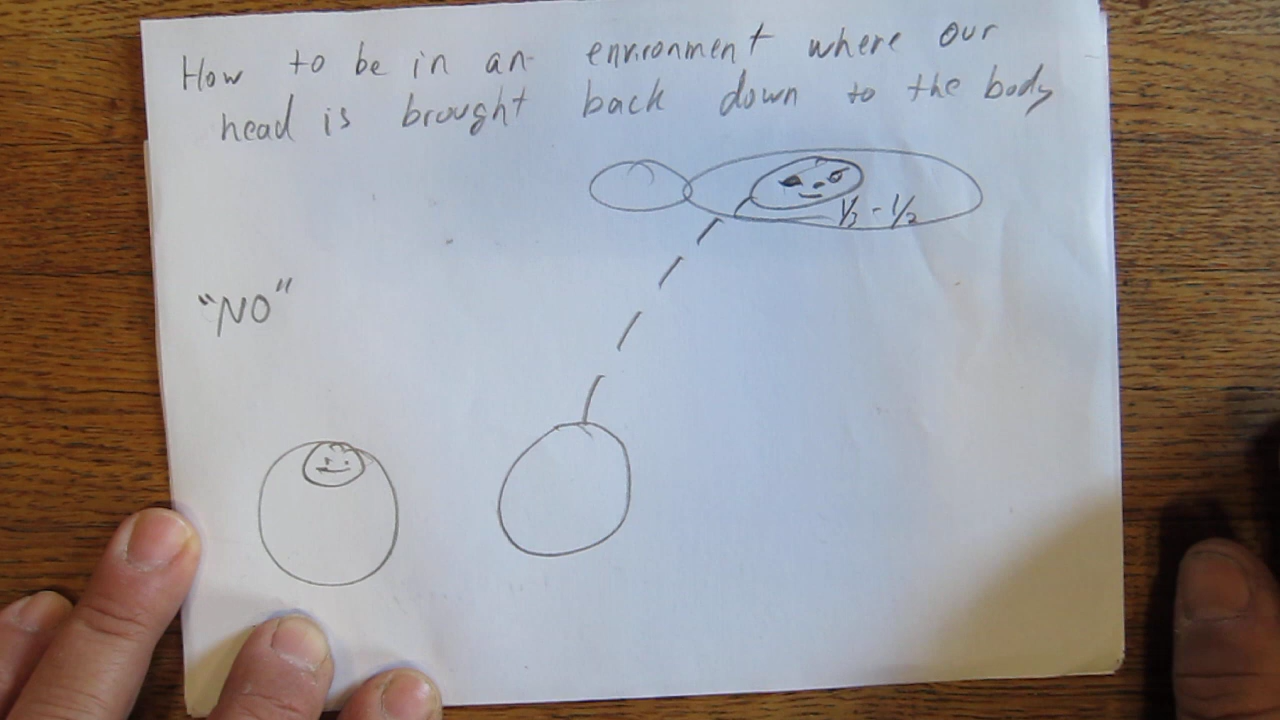 How to be in an environment where our
head is brought back down to the body
1/3 - 1/2
"NO"